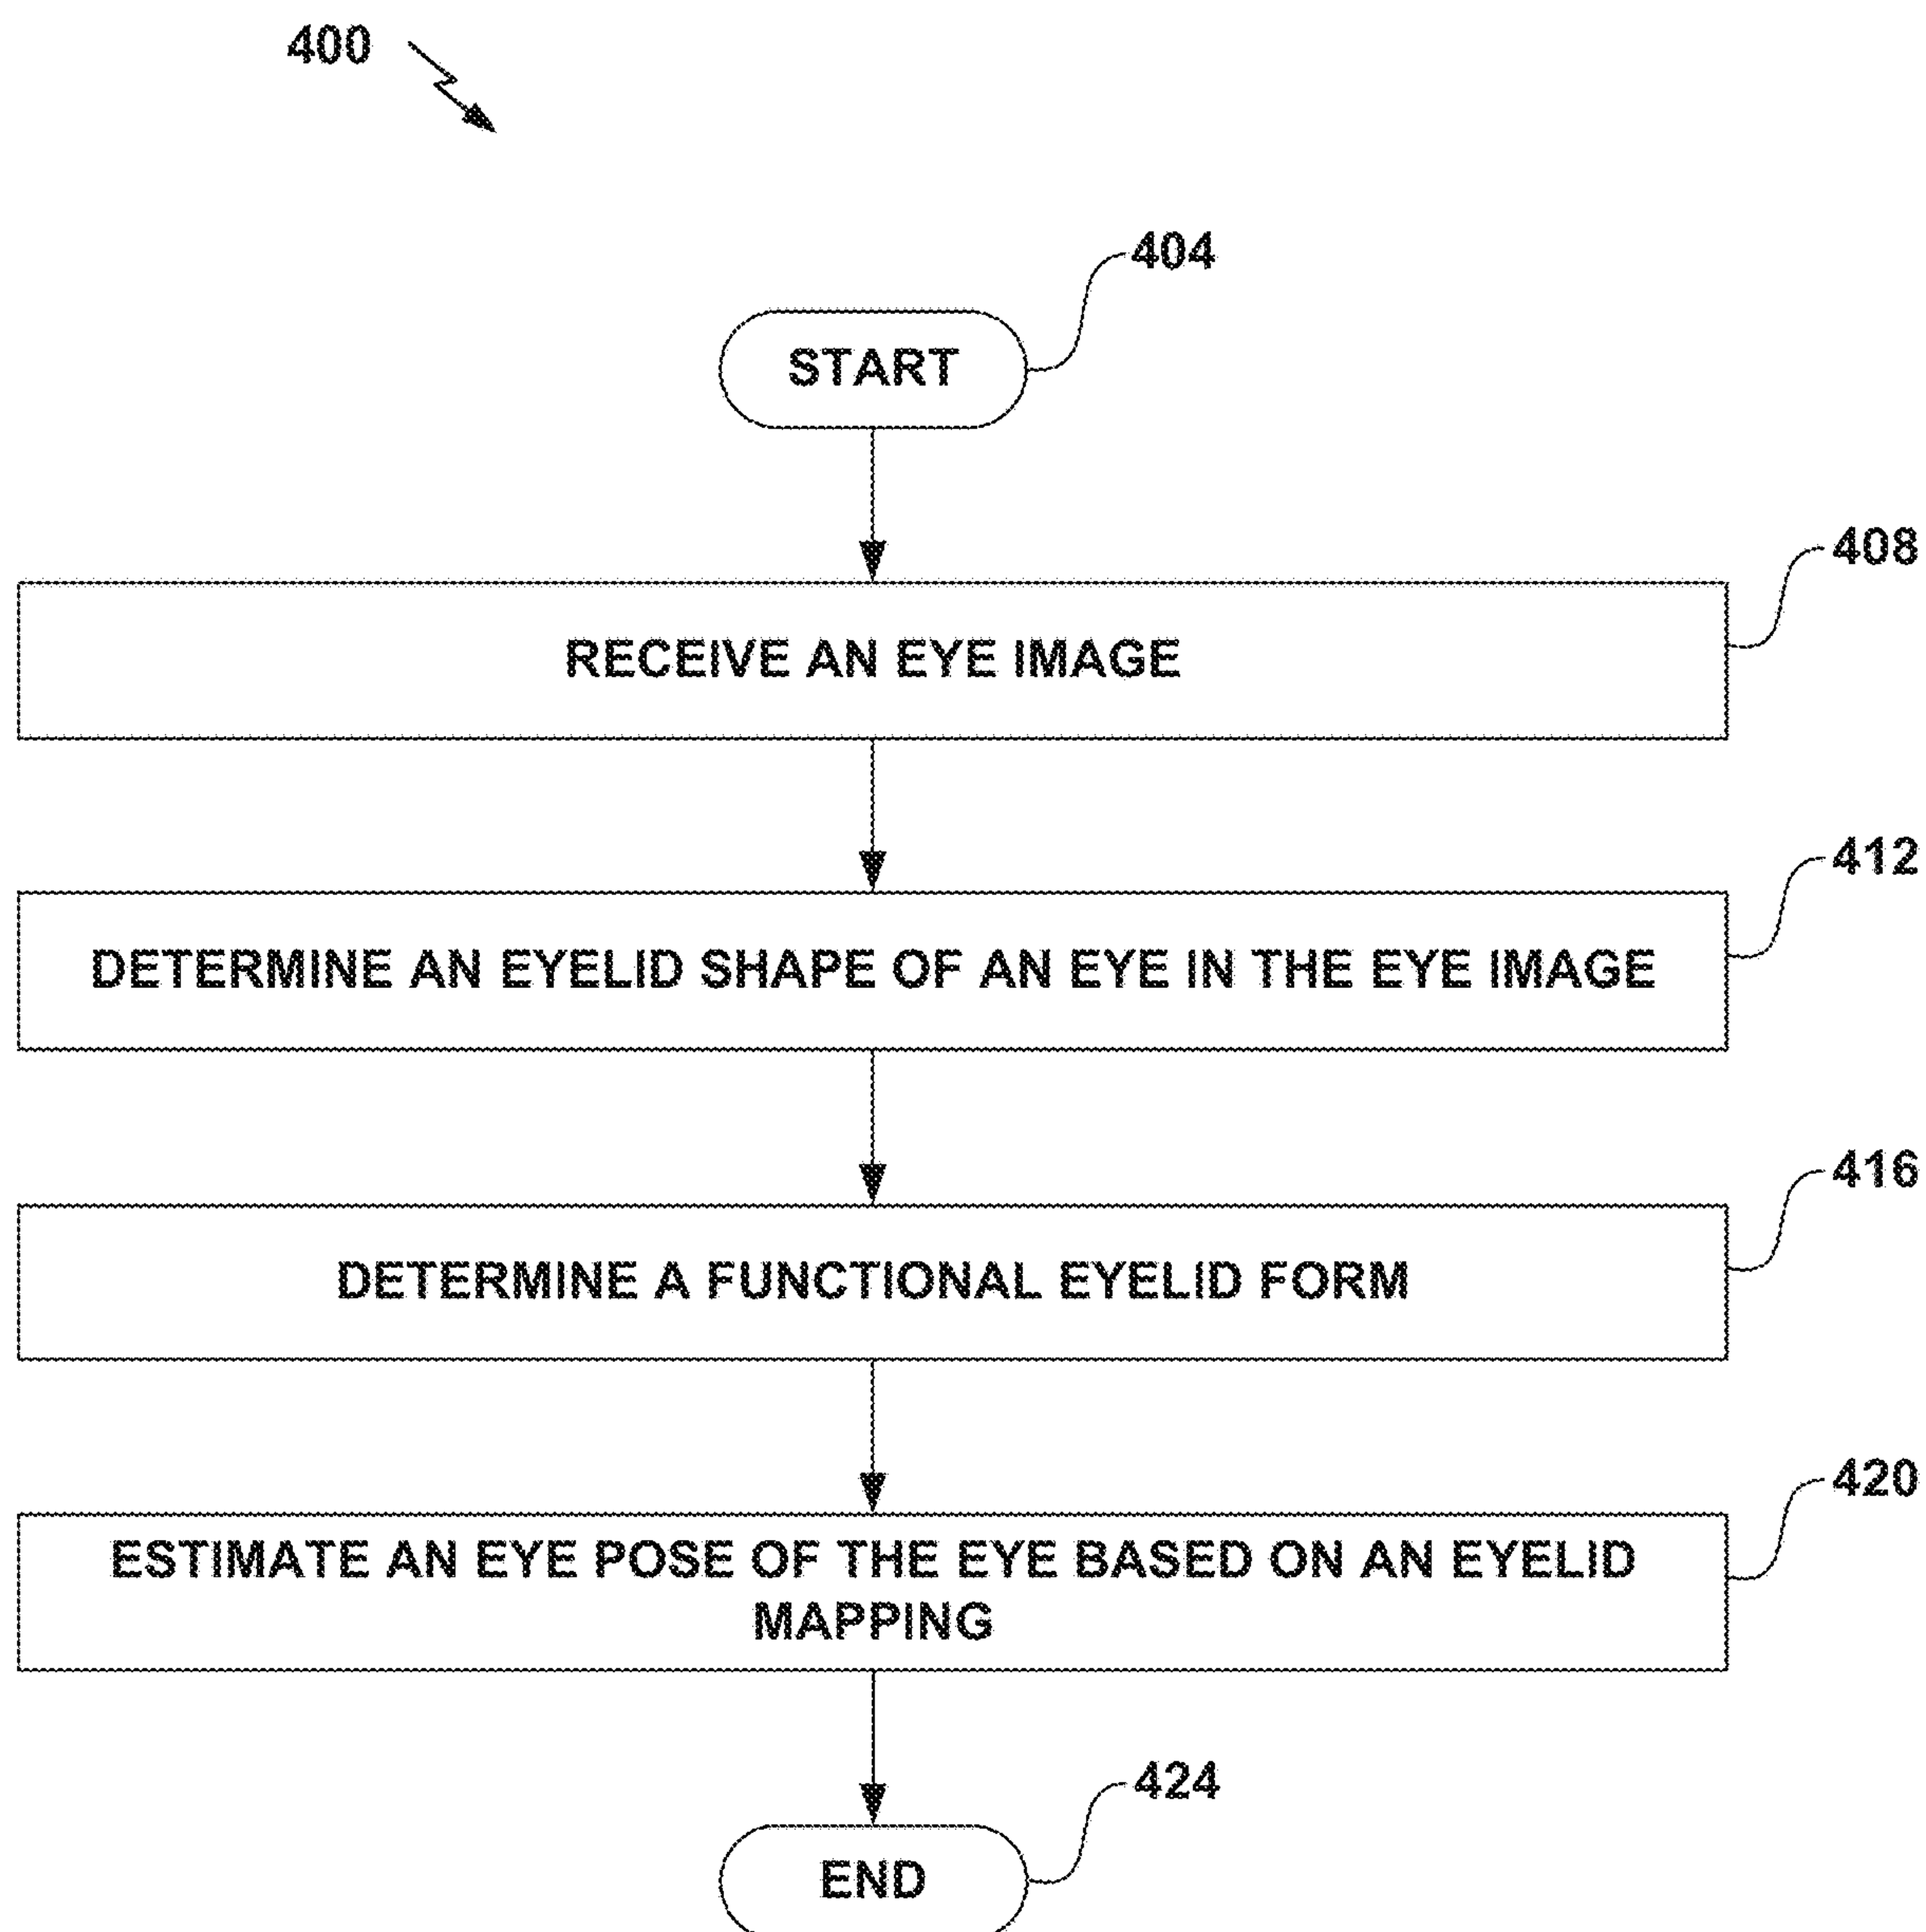 400
404
START
408
RECEIVE AN EYE IMAGE
412
DETERMINE AN EYELID SHAPE OF AN EYE IN THE EYE IMAGE
416
DETERMINE A FUNCTIONAL EYELID FORM
420
ESTIMATE AN EYE POSE OF THE EYE BASED ON AN EYELID
MAPPING
424
END